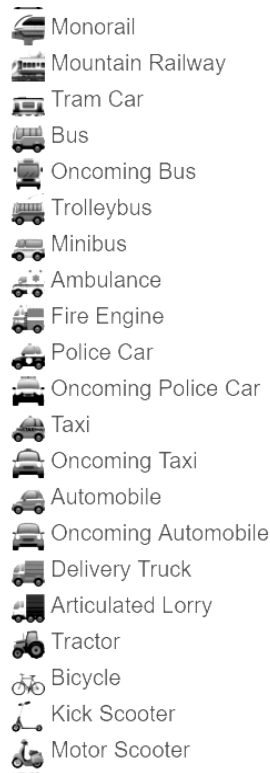 Monorail
Mountain Railway
Tram Car
Bus
Oncoming Bus
Trolleybus
Minibus
Ambulance
Fire Engine
Police Car
Oncoming Police Car
Taxi
Oncoming Taxi
Automobile
Oncoming Automobile
Delivery Truck
Articulated Lorry
Tractor
Bicycle
Kick Scooter
Motor Scooter